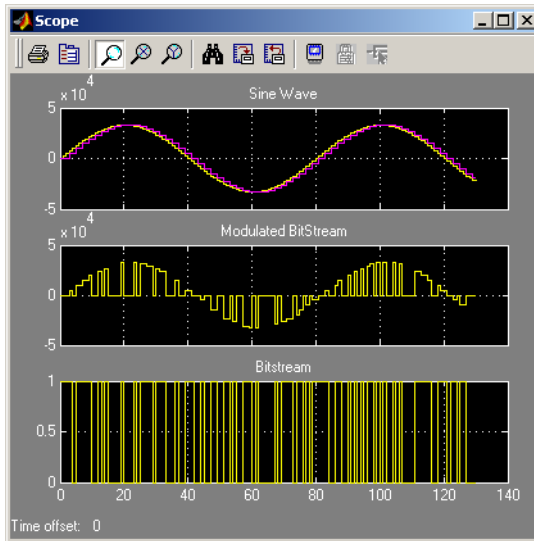 Scope
Sine Wave
x 10 4
5
0
-5
Modulated BitStream
x 10 4
5
0
-5
Bitstream
1
0.5
0
0 20 40 60 80 100 120 140
Time offset: 0